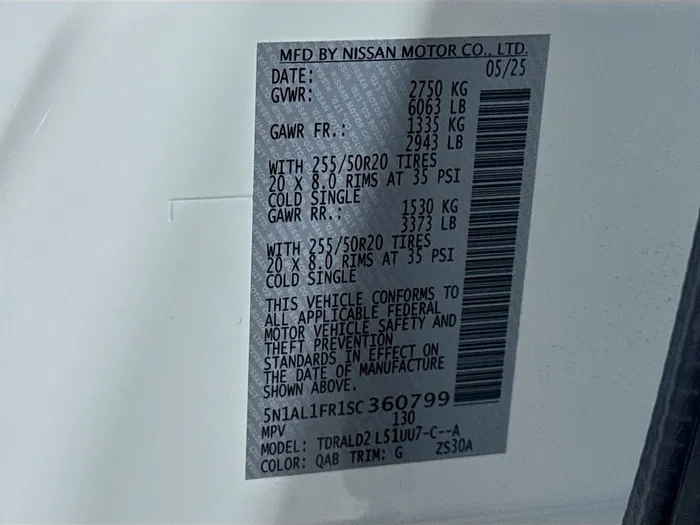 MFD BY NISSAN MOTOR CO., LTD.
DATE: 05/25
GVWR: 2750 KG
6063 LB
GAWR FR.: 1335 KG
2943 LB
WITH 255/50R20 TIRES
20 X 8.0 RIMS AT 35 PSI
COLD SINGLE
GAWR RR.: 1530 KG
3373 LB
WITH 255/50R20 TIRES
20 X 8.0 RIMS AT 35 PSI
COLD SINGLE
THIS VEHICLE CONFORMS TO
ALL APPLICABLE FEDERAL
MOTOR VEHICLE SAFETY AND
THEFT PREVENTION
STANDARDS IN EFFECT ON
THE DATE OF MANUFACTURE
SHOWN ABOVE.
5N1AL1FR1SC360799
MPV 130
MODEL: TDRALD2 L51UU7-C--A
COLOR: QAB TRIM: G ZS30A